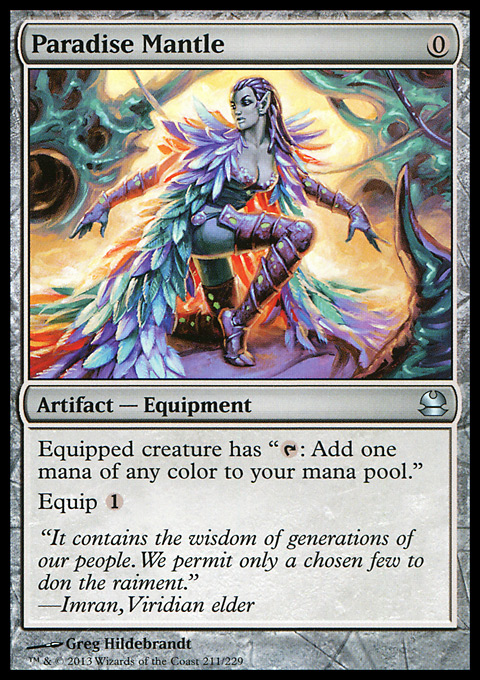 Paradise Mantle 0
Artifact — Equipment
Equipped creature has “: Add one
mana of any color to your mana pool.”
Equip 1
“It contains the wisdom of generations of
our people. We permit only a chosen few to
don the raiment.”
—Imran, Viridian elder
Greg Hildebrandt
™ & © 2013 Wizards of the Coast 211/229